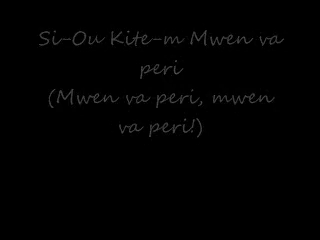 Si-Ou Kite-m Mwen va
peri
(Mwen va peri, mwen
va peri!)